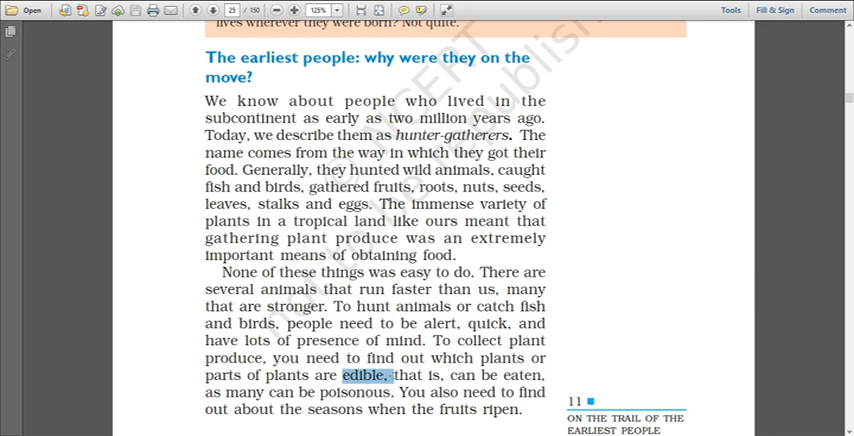 Open
25 / 150
125%
Tools
Fill & Sign
Comment
lives wherever they were born? Not quite.
The earliest people: why were they on the
move?
We know about people who lived in the
subcontinent as early as two million years ago.
Today, we describe them as hunter-gatherers. The
name comes from the way in which they got their
food. Generally, they hunted wild animals, caught
fish and birds, gathered fruits, roots, nuts, seeds,
leaves, stalks and eggs. The immense variety of
plants in a tropical land like ours meant that
gathering plant produce was an extremely
important means of obtaining food.
None of these things was easy to do. There are
several animals that run faster than us, many
that are stronger. To hunt animals or catch fish
and birds, people need to be alert, quick, and
have lots of presence of mind. To collect plant
produce, you need to find out which plants or
parts of plants are edible, that is, can be eaten,
as many can be poisonous. You also need to find
out about the seasons when the fruits ripen.
11
ON THE TRAIL OF THE
EARLIEST PEOPLE
© NCERT
not to be republish